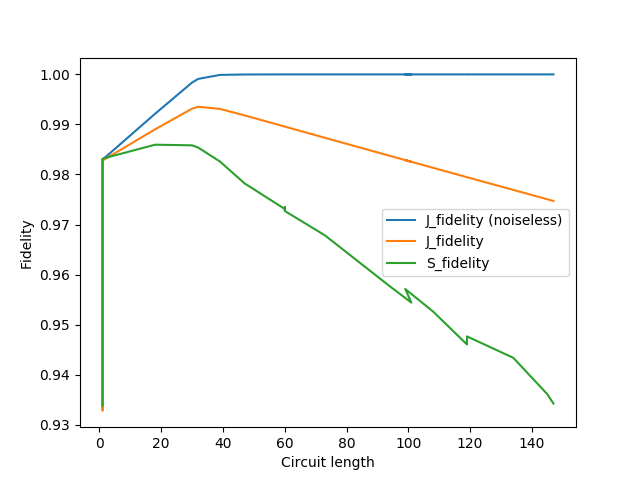 1.00
0.99
0.98
0.97
0.96
0.95
0.94
0.93
Fidelity
J_fidelity (noiseless)
J_fidelity
S_fidelity
0 20 40 60 80 100 120 140
Circuit length